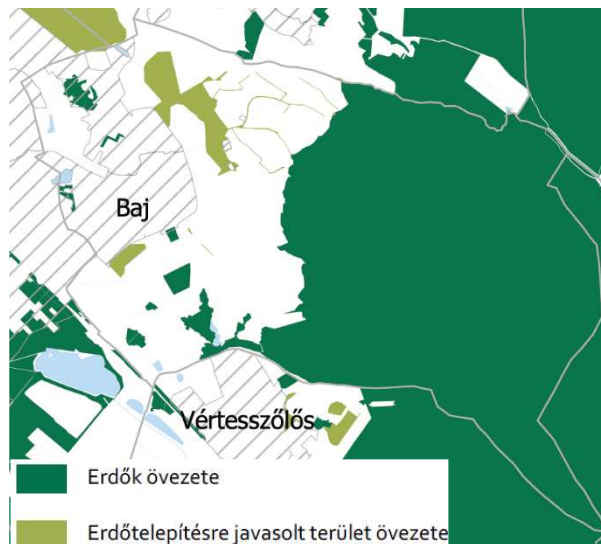 Baj
Vértesszőlős
Erdők övezete
Erdőtelepítésre javasolt terület övezete